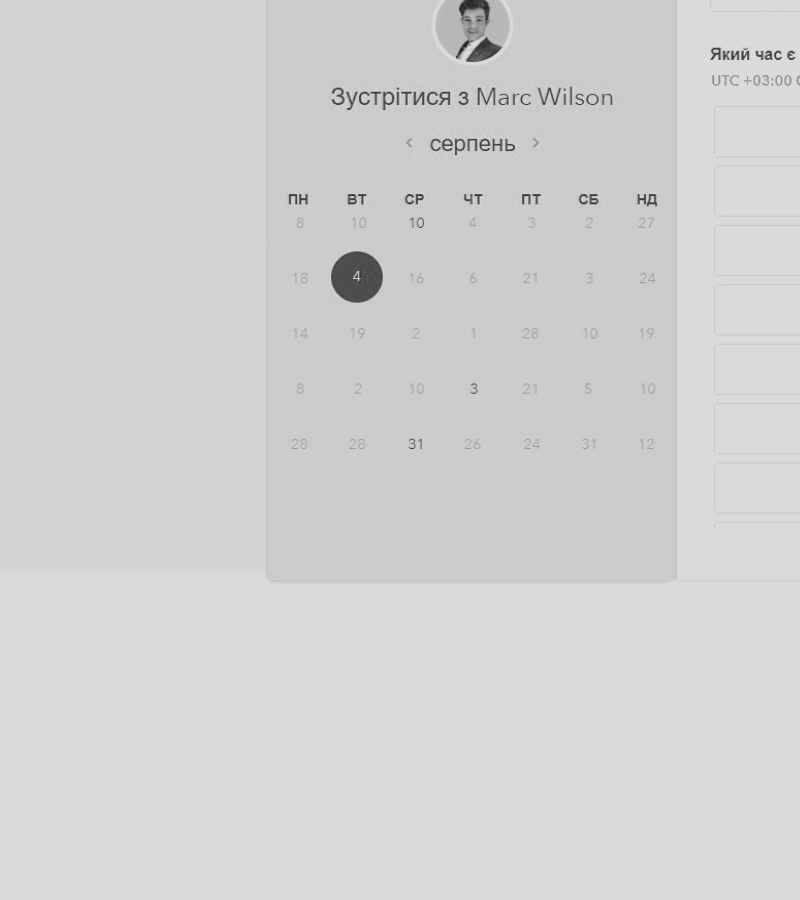 Зустрітися з Marc Wilson
< серпень >
ПН ВТ СР ЧТ ПТ СБ НД
8 10 10 4 3 2 27
18 4 16 6 21 3 24
14 19 2 1 28 10 19
8 2 10 3 21 5 10
28 28 31 26 24 31 12
Який час є
UTC +03:00